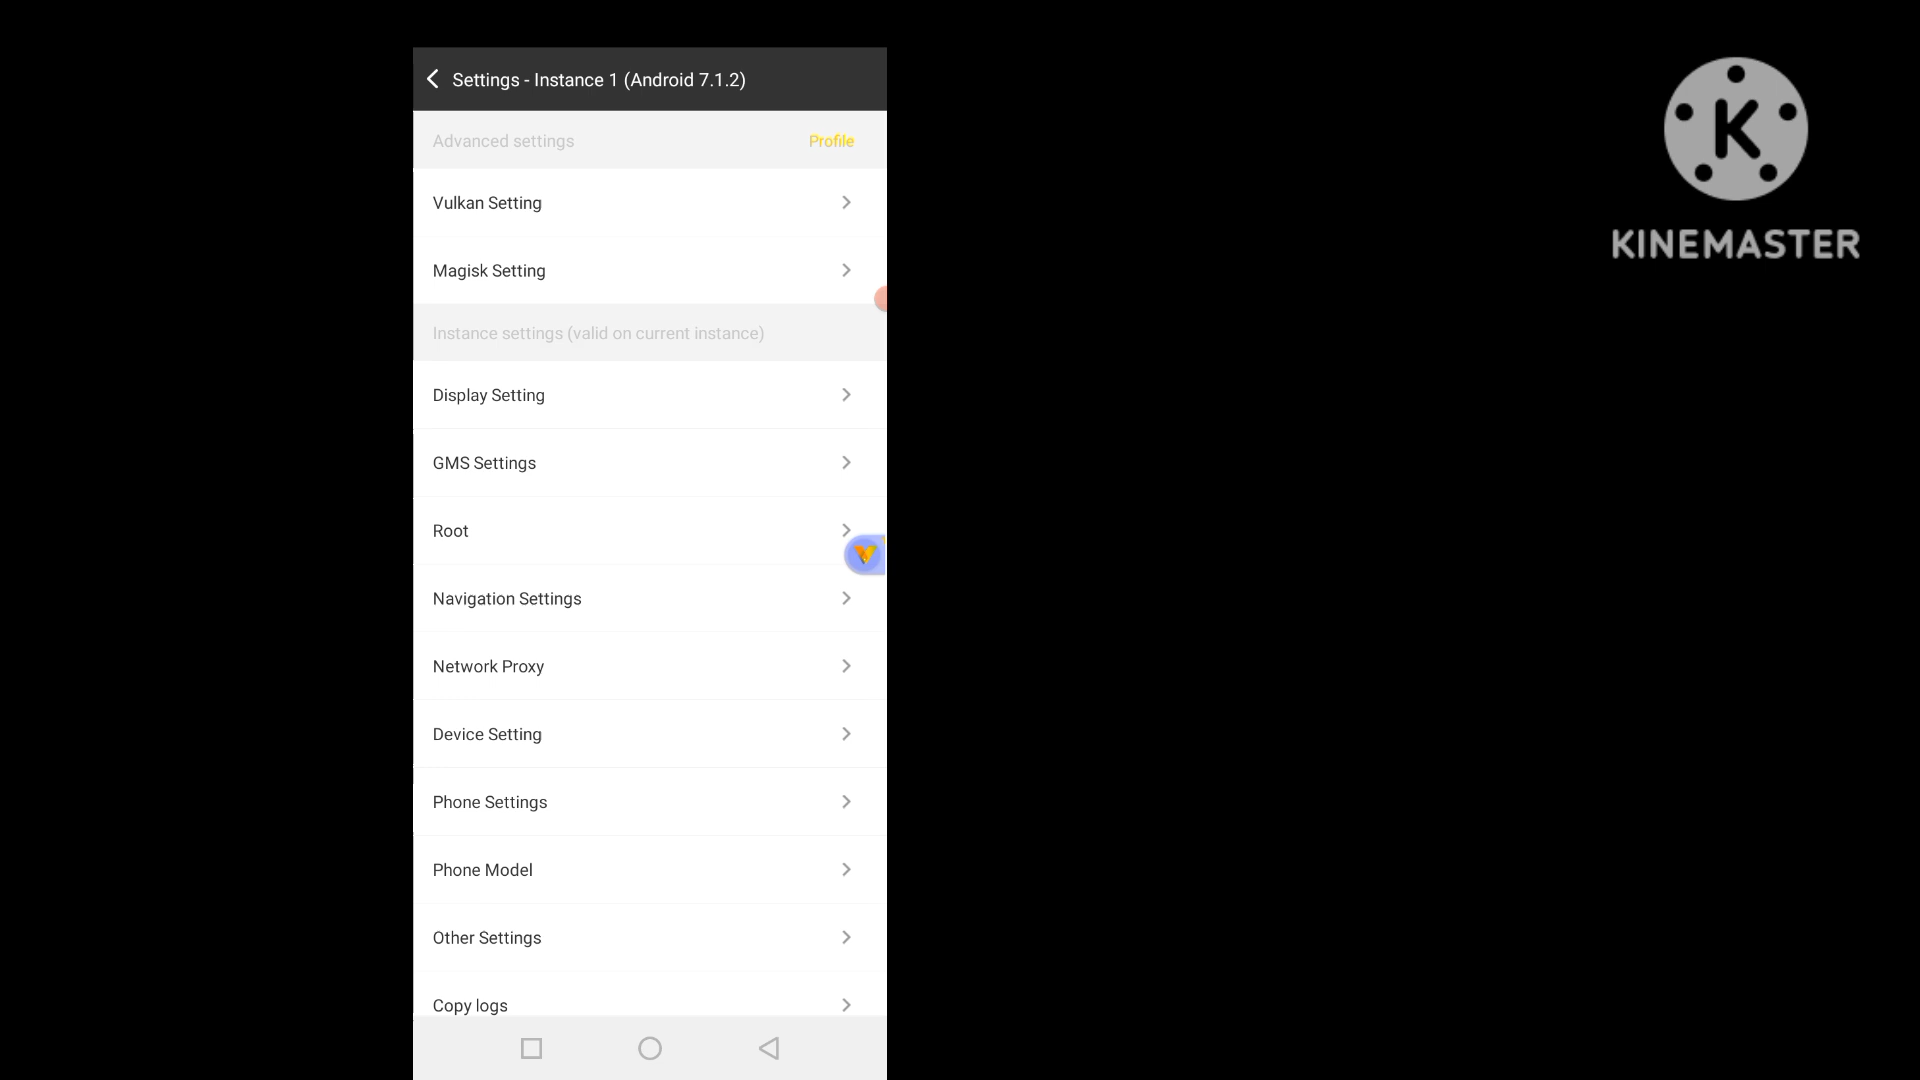 Settings - Instance 1 (Android 7.1.2)
Advanced settings
Profile
Vulkan Setting
Magisk Setting
Instance settings (valid on current instance)
Display Setting
GMS Settings
Root
Navigation Settings
Network Proxy
Device Setting
Phone Settings
Phone Model
Other Settings
Copy logs
K
KINEMASTER